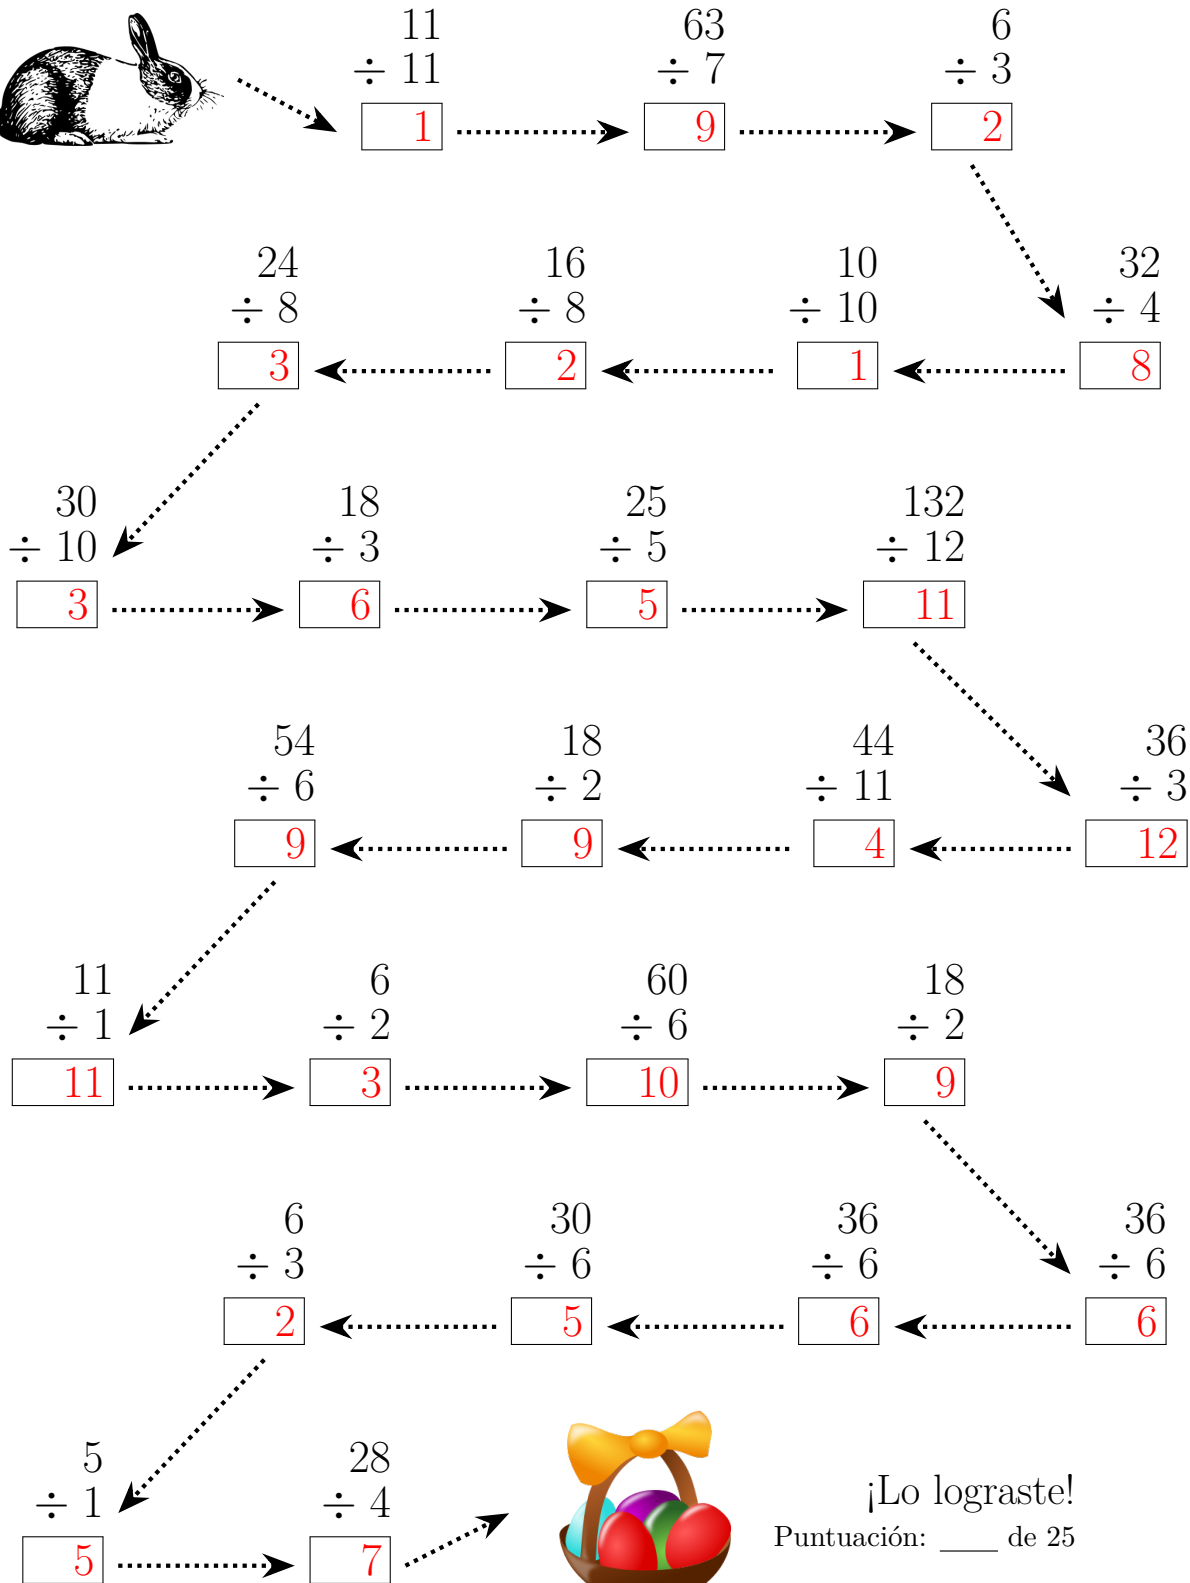 11 63 6
÷ 11 ÷ 7 ÷ 3
1 9 2
24 16 10 32
÷ 8 ÷ 8 ÷ 10 ÷ 4
3 2 1 8
30 18 25 132
÷ 10 ÷ 3 ÷ 5 ÷ 12
3 6 5 11
54 18 44 36
÷ 6 ÷ 2 ÷ 11 ÷ 3
9 9 4 12
11 6 60 18
÷ 1 ÷ 2 ÷ 6 ÷ 2
11 3 10 9
6 30 36 36
÷ 3 ÷ 6 ÷ 6 ÷ 6
2 5 6 6
5 28
÷ 1 ÷ 4
5 7
¡Lo lograste!
Puntuación: ____ de 25